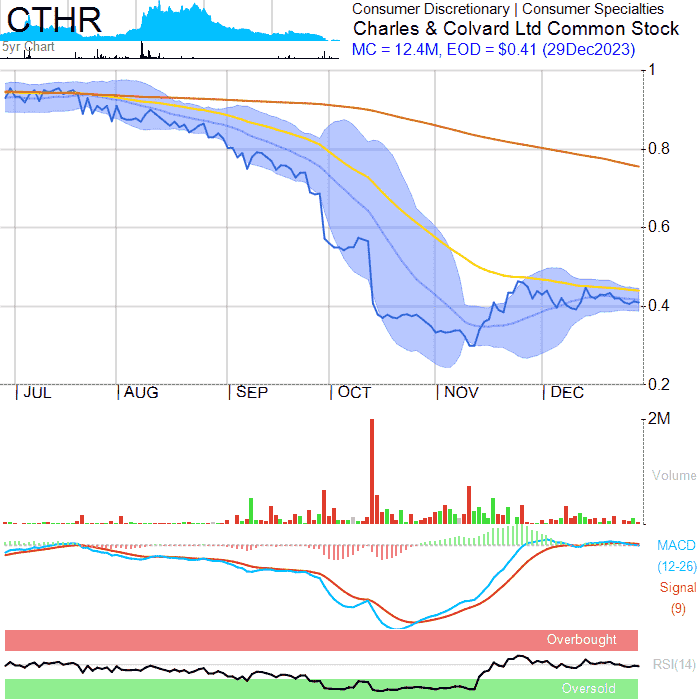 CTHR
5yr Chart
Consumer Discretionary | Consumer Specialties
Charles & Colvard Ltd Common Stock
MC = 12.4M, EOD = $0.41 (29Dec2023)
1
0.8
0.6
0.4
0.2
| JUL | AUG | SEP | OCT | NOV | DEC
2M
Volume
MACD
(12-26)
Signal
(9)
Overbought
RSI(14)
Oversold